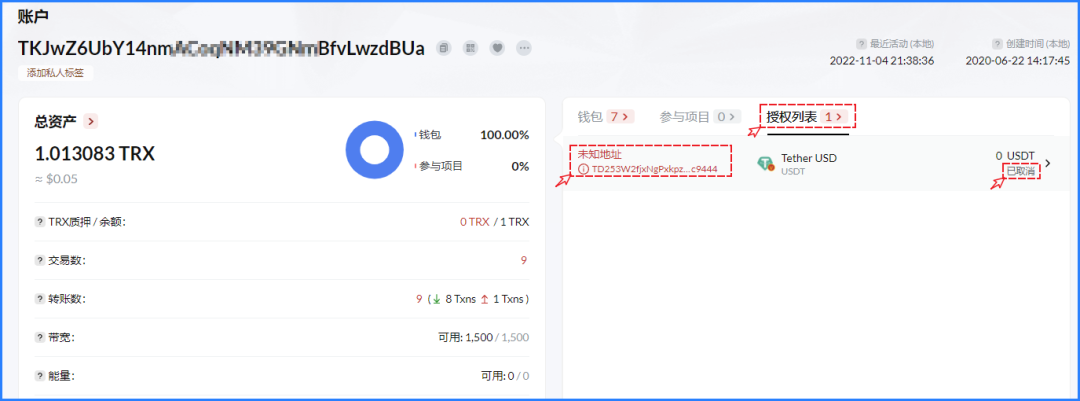 账户
TKJwZ6UbY14nm BfvLwzdBUa
最近活动 (本地)
2022-11-04 21:38:36
创建时间 (本地)
2020-06-22 14:17:45
添加私人标签
总资产
1.013083 TRX
≈ $0.05
钱包 100.00%
参与项目 0%
TRX质押 / 余额: 0 TRX / 1 TRX
交易数: 9
转账数: 9 (↓ 8 Txns ↑ 1 Txns)
带宽: 可用: 1,500 / 1,500
能量: 可用: 0 / 0
钱包 7 >
参与项目 0 >
授权列表 1 >
未知地址
TD253W2fjxNgPxkpz...c9444
Tether USD
USDT
0 USDT
已取消